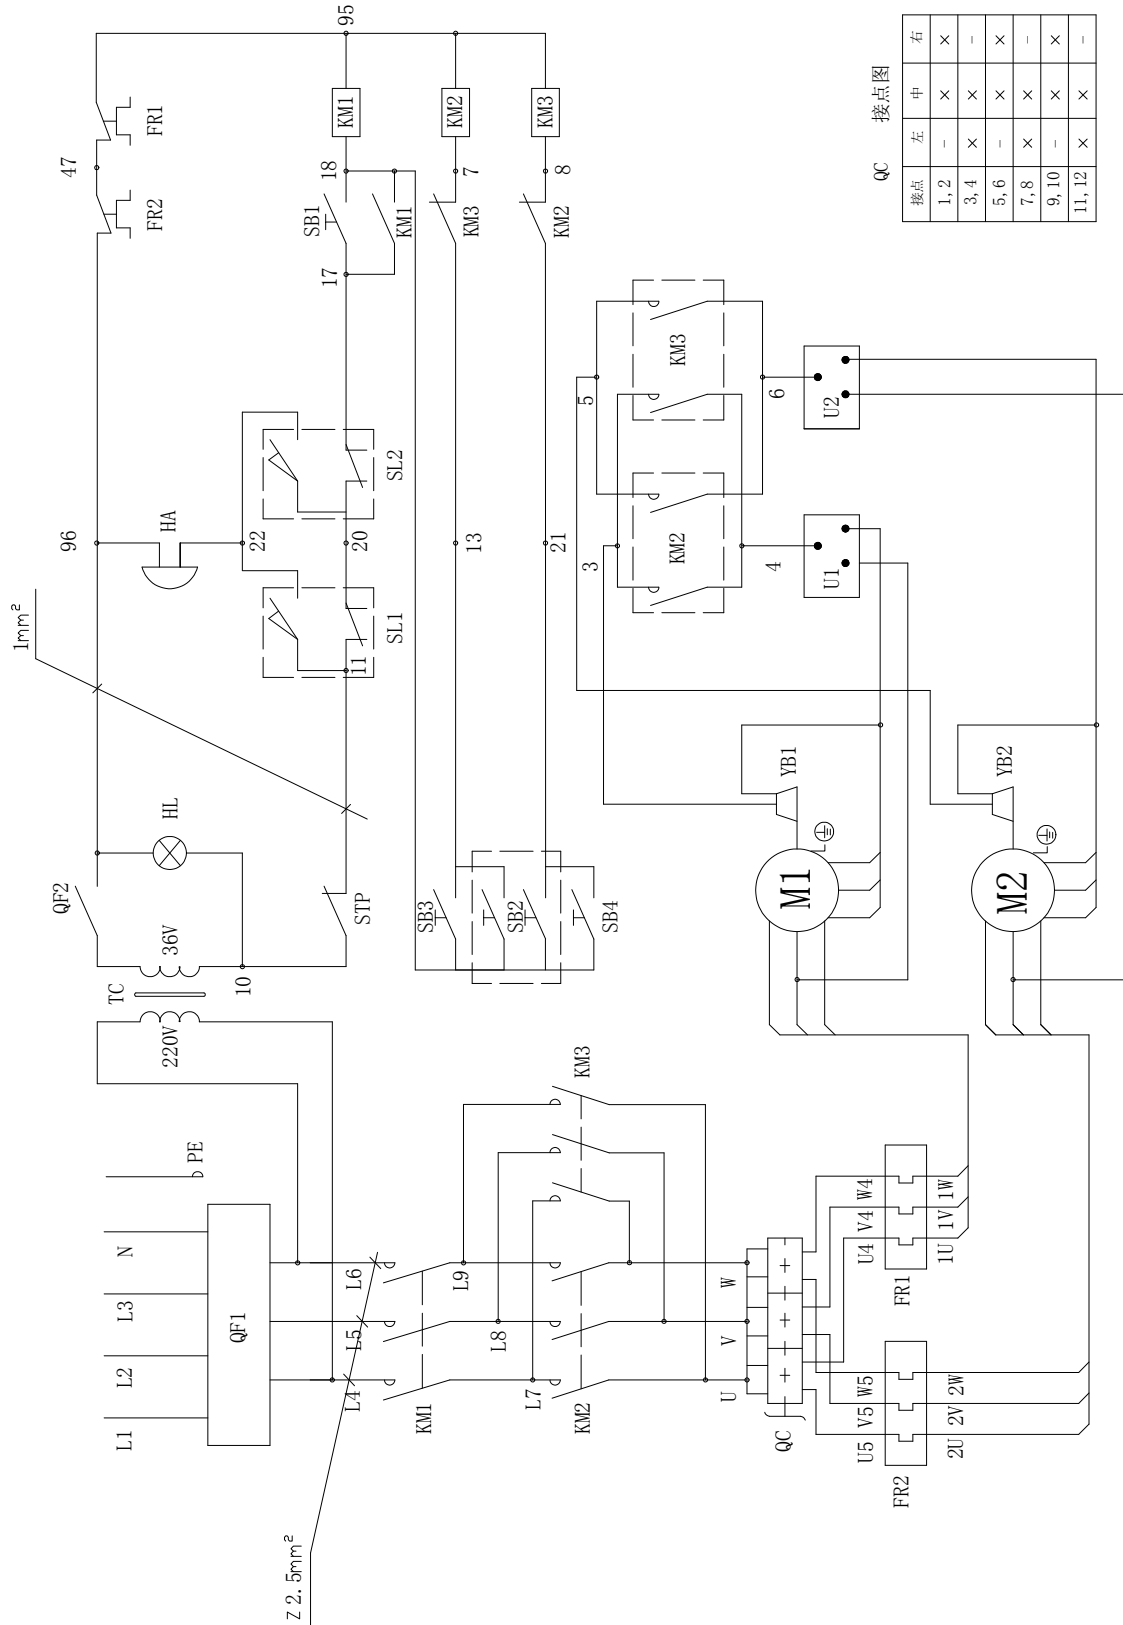 Z 2.5mm²
L1
L2
L3
N
PE
QF1
L4
L5
L6
KM1
L7
L8
L9
KM2
KM3
U
V
W
QC
U5
V5
W5
U4
V4
W4
FR2
FR1
2U
2V
2W
1U
1V
1W
TC
220V
36V
10
QF2
HL
STP
1mm²
96
HA
22
11
SL1
20
SL2
FR2
47
FR1
95
17
SB1
18
KM1
KM1
SB3
SB2
SB4
13
KM3
7
KM2
21
KM2
8
KM3
M1
YB1
M2
YB2
3
KM2
4
5
KM3
6
U1
U2
QC 接点图
接点 左 中 右
1,2 - × ×
3,4 × × -
5,6 - × ×
7,8 × × -
9,10 - × ×
11,12 × × -